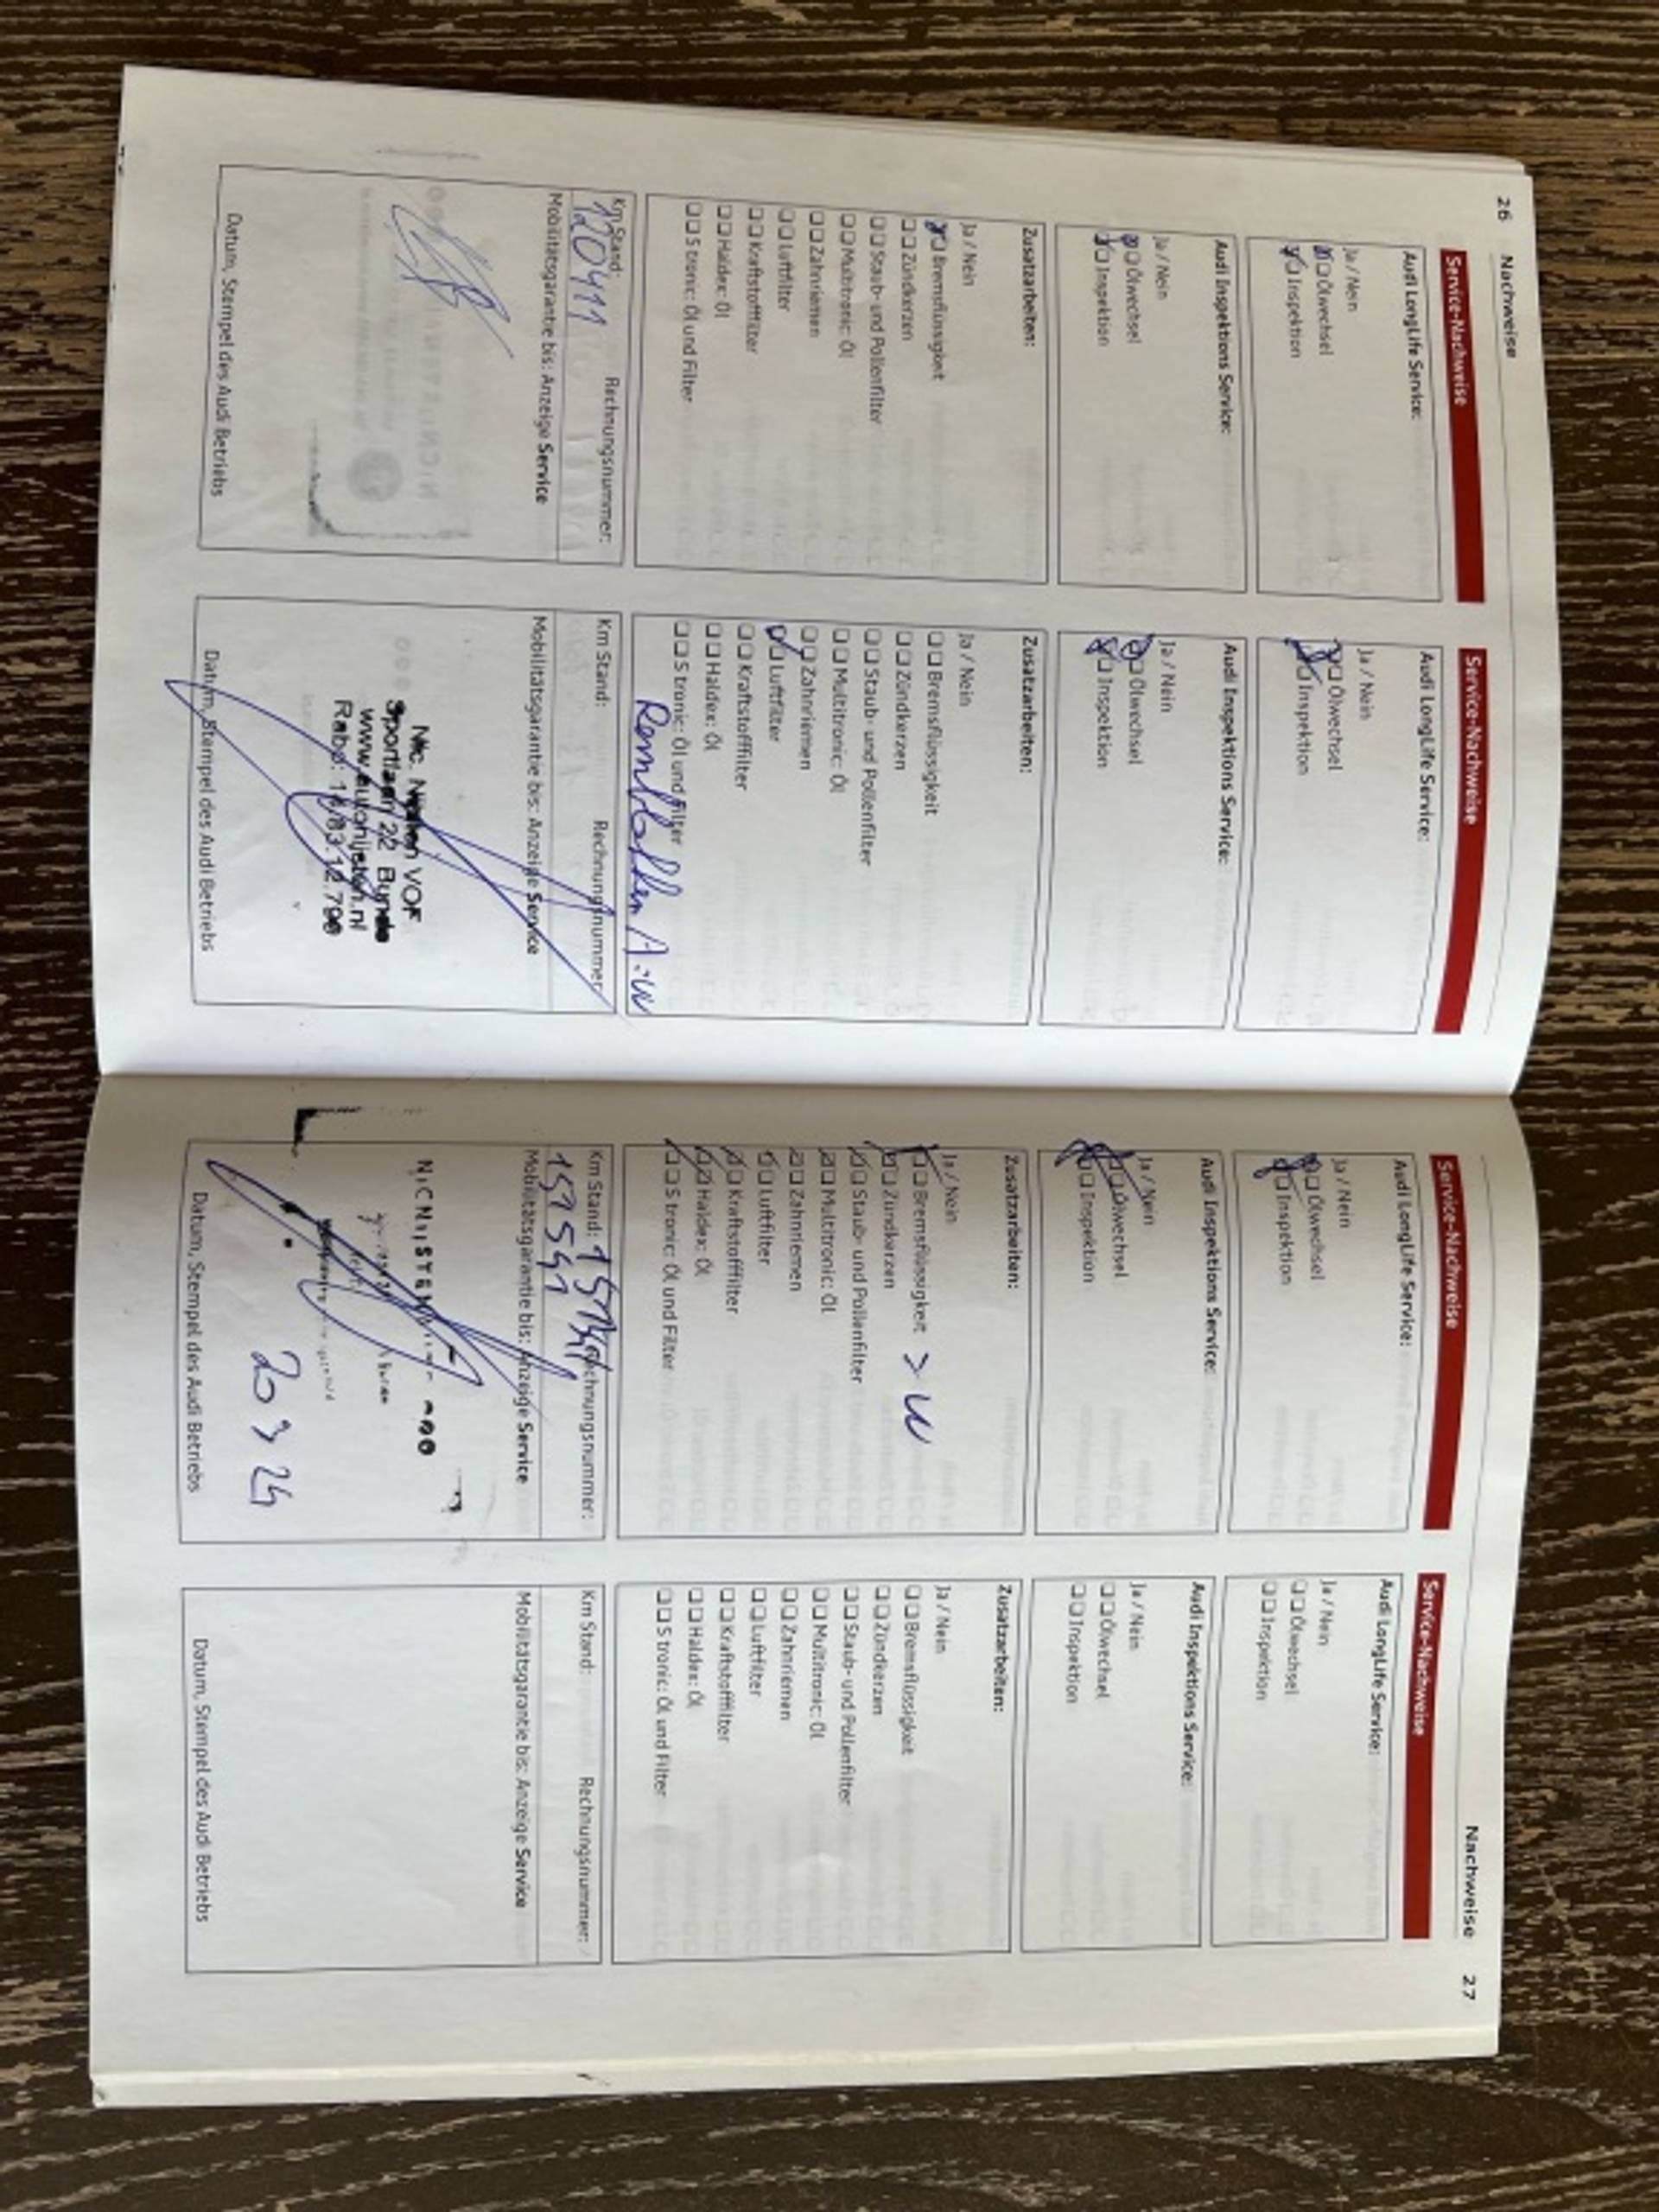 26 Nachweise
Service-Nachweise
Audi LongLife Service:
Ja / Nein
Ölwechsel
Inspektion
Audi Inspektions Service:
Ja / Nein
Ölwechsel
Inspektion
Zusatzarbeiten:
Ja / Nein
Bremsflüssigkeit
Zündkerzen
Staub- und Pollenfilter
Multitronic: Öl
Zahnriemen
Luftfilter
Kraftstofffilter
Haldex: Öl
S tronic: Öl und Filter
Km Stand: Rechnungsnummer:
120411
Mobilitätsgarantie bis: Anzeige Service
Datum, Stempel des Audi Betriebs
Service-Nachweise
Audi LongLife Service:
Ja / Nein
Ölwechsel
Inspektion
Audi Inspektions Service:
Ja / Nein
Ölwechsel
Inspektion
Zusatzarbeiten:
Ja / Nein
Bremsflüssigkeit
Zündkerzen
Staub- und Pollenfilter
Multitronic: Öl
Zahnriemen
Luftfilter
Kraftstofffilter
Haldex: Öl
S tronic: Öl und Filter
Km Stand: Rechnungsnummer:
Mobilitätsgarantie bis: Anzeige Service
VOF
Sportlaan 22 Bunde
Datum, Stempel des Audi Betriebs
Nachweise 27
Service-Nachweise
Audi LongLife Service:
Ja / Nein
Ölwechsel
Inspektion
Audi Inspektions Service:
Ja / Nein
Ölwechsel
Inspektion
Zusatzarbeiten:
Ja / Nein
Bremsflüssigkeit
Zündkerzen
Staub- und Pollenfilter
Multitronic: Öl
Zahnriemen
Luftfilter
Kraftstofffilter
Haldex: Öl
S tronic: Öl und Filter
Km Stand: Rechnungsnummer:
151541
Mobilitätsgarantie bis: Anzeige Service
20 3 24
Datum, Stempel des Audi Betriebs
Service-Nachweise
Audi LongLife Service:
Ja / Nein
Ölwechsel
Inspektion
Audi Inspektions Service:
Ja / Nein
Ölwechsel
Inspektion
Zusatzarbeiten:
Ja / Nein
Bremsflüssigkeit
Zündkerzen
Staub- und Pollenfilter
Multitronic: Öl
Zahnriemen
Luftfilter
Kraftstofffilter
Haldex: Öl
S tronic: Öl und Filter
Km Stand: Rechnungsnummer:
Mobilitätsgarantie bis: Anzeige Service
Datum, Stempel des Audi Betriebs